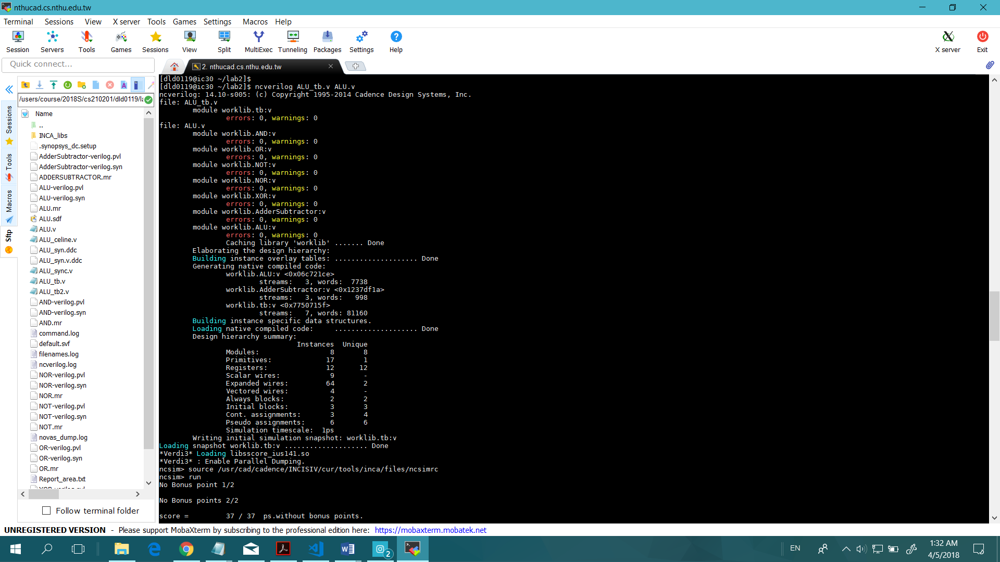 nthucad.cs.nthu.edu.tw
Terminal Sessions View X server Tools Games Settings Macros Help
Session Servers Tools Games Sessions View Split MultiExec Tunneling Packages Settings Help X server Exit
Quick connect...
2. nthucad.cs.nthu.edu.tw
/users/course/2018S/cs210201/dld0119/la
Sessions
Tools
Macros
Sftp
Name
..
INCA_libs
.synopsys_dc.setup
AdderSubtractor-verilog.pvl
AdderSubtractor-verilog.syn
ADDERSUBTRACTOR.mr
ALU-verilog.pvl
ALU-verilog.syn
ALU.mr
ALU.sdf
ALU.v
ALU_celine.v
ALU_syn.ddc
ALU_syn.v.ddc
ALU_sync.v
ALU_tb.v
ALU_tb2.v
AND-verilog.pvl
AND-verilog.syn
AND.mr
command.log
default.svf
filenames.log
ncverilog.log
NOR-verilog.pvl
NOR-verilog.syn
NOR.mr
NOT-verilog.pvl
NOT-verilog.syn
NOT.mr
novas_dump.log
OR-verilog.pvl
OR-verilog.syn
OR.mr
Report_area.txt
Follow terminal folder
[dld0119@ic30 ~/lab2]$
[dld0119@ic30 ~/lab2]$ ncverilog ALU_tb.v ALU.v
ncverilog: 14.10-s005: (c) Copyright 1995-2014 Cadence Design Systems, Inc.
file: ALU_tb.v
module worklib.tb:v
errors: 0, warnings: 0
file: ALU.v
module worklib.AND:v
errors: 0, warnings: 0
module worklib.OR:v
errors: 0, warnings: 0
module worklib.NOT:v
errors: 0, warnings: 0
module worklib.NOR:v
errors: 0, warnings: 0
module worklib.XOR:v
errors: 0, warnings: 0
module worklib.AdderSubtractor:v
errors: 0, warnings: 0
module worklib.ALU:v
errors: 0, warnings: 0
Caching library 'worklib' ....... Done
Elaborating the design hierarchy:
Building instance overlay tables: .................... Done
Generating native compiled code:
worklib.ALU:v <0x06c721ce>
streams: 3, words: 7738
worklib.AdderSubtractor:v <0x1237df1a>
streams: 3, words: 998
worklib.tb:v <0x7750715f>
streams: 7, words: 81160
Building instance specific data structures.
Loading native compiled code: .................... Done
Design hierarchy summary:
Instances Unique
Modules: 8 8
Primitives: 17 1
Registers: 12 12
Scalar wires: 9 -
Expanded wires: 64 2
Vectored wires: 4 -
Always blocks: 2 2
Initial blocks: 3 3
Cont. assignments: 3 4
Pseudo assignments: 6 6
Simulation timescale: 1ps
Writing initial simulation snapshot: worklib.tb:v
Loading snapshot worklib.tb:v .................... Done
*Verdi3* Loading libsscore_ius141.so
*Verdi3* : Enable Parallel Dumping.
ncsim> source /usr/cad/cadence/INCISIV/cur/tools/inca/files/ncsimrc
ncsim> run
No Bonus point 1/2
No Bonus points 2/2
score = 37 / 37 ps.without bonus points.
UNREGISTERED VERSION - Please support MobaXterm by subscribing to the professional edition here: https://mobaxterm.mobatek.net
2
EN
1:32 AM
4/5/2018